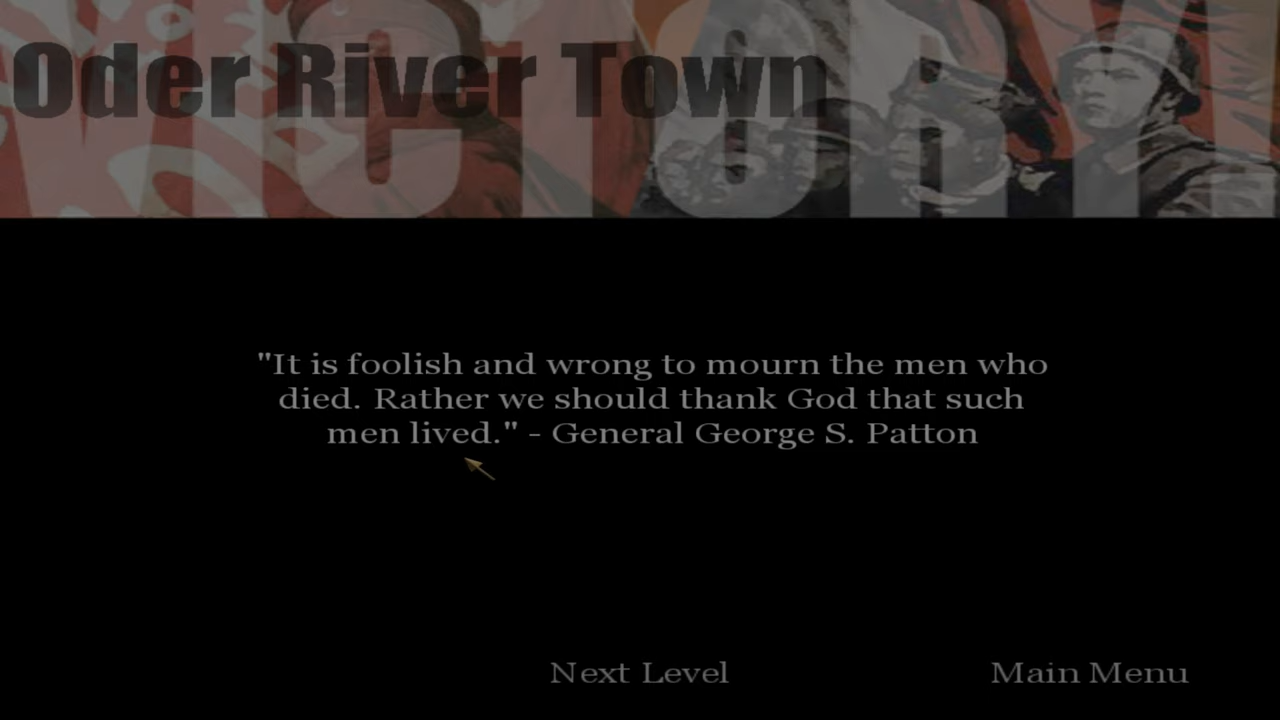 VICTORY
Oder River Town
"It is foolish and wrong to mourn the men who
died. Rather we should thank God that such
men lived." - General George S. Patton
Next Level
Main Menu